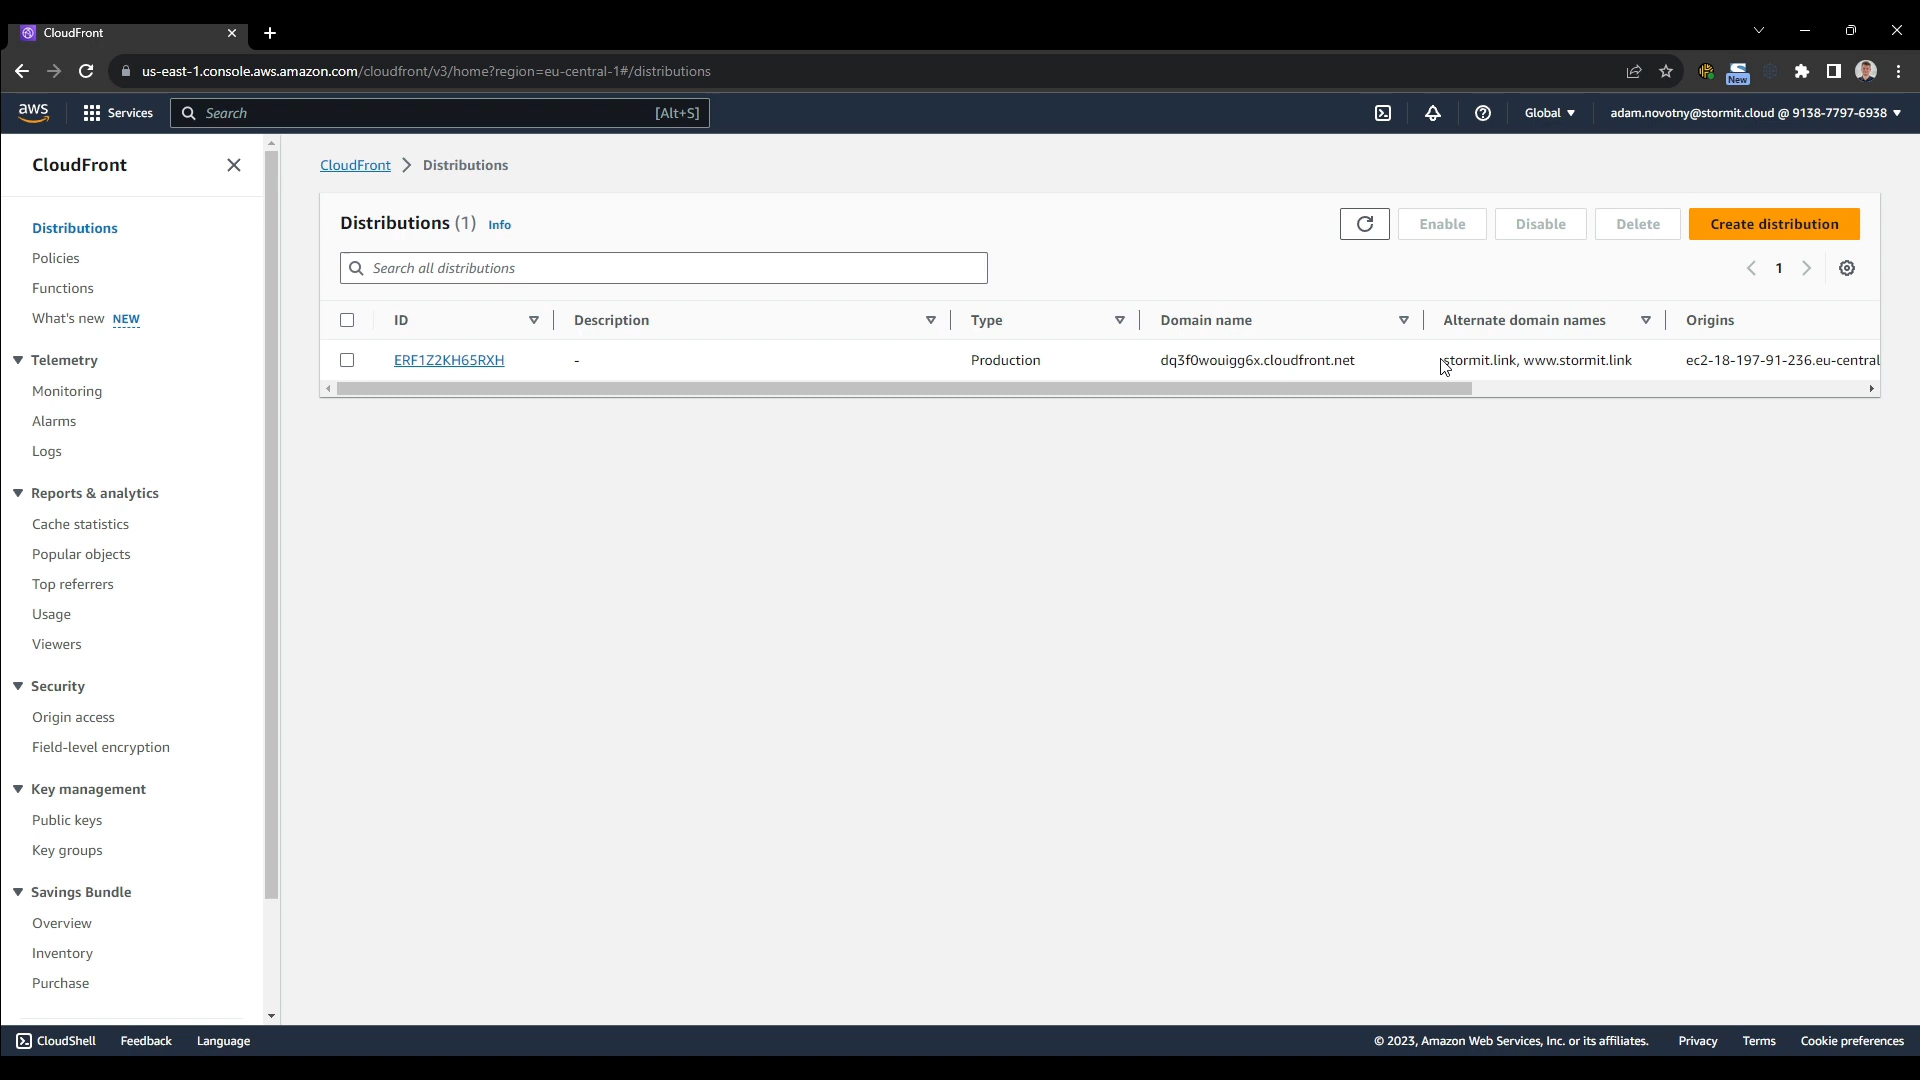 CloudFront
us-east-1.console.aws.amazon.com/cloudfront/v3/home?region=eu-central-1#/distributions
New
aws
Services
Search
[Alt+S]
Global
adam.novotny@stormit.cloud @ 9138-7797-6938
CloudFront
Distributions
Policies
Functions
What's new NEW
Telemetry
Monitoring
Alarms
Logs
Reports & analytics
Cache statistics
Popular objects
Top referrers
Usage
Viewers
Security
Origin access
Field-level encryption
Key management
Public keys
Key groups
Savings Bundle
Overview
Inventory
Purchase
CloudFront Distributions
Distributions (1) Info
Enable
Disable
Delete
Create distribution
Search all distributions
1
ID Description Type Domain name Alternate domain names Origins
ERF1Z2KH65RXH - Production dq3f0wouigg6x.cloudfront.net stormit.link, www.stormit.link ec2-18-197-91-236.eu-central
CloudShell Feedback Language
© 2023, Amazon Web Services, Inc. or its affiliates. Privacy Terms Cookie preferences